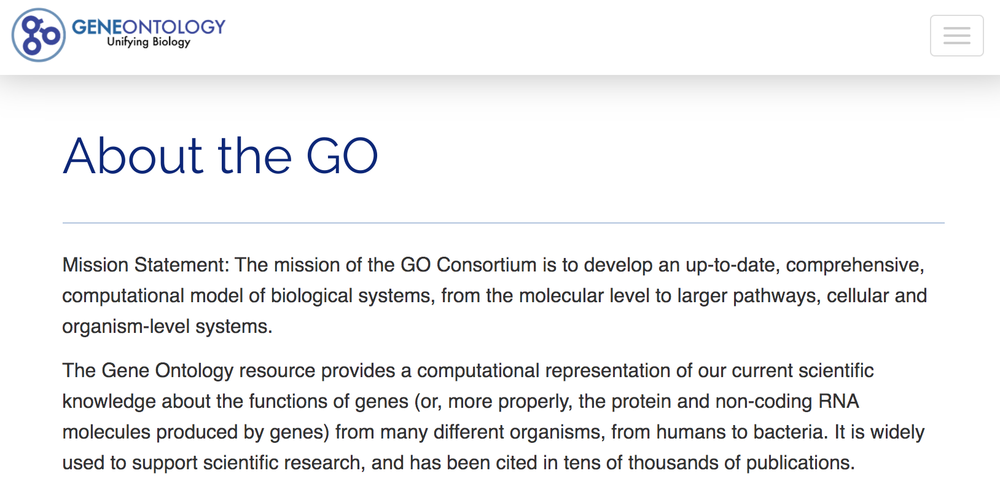 go GENEONTOLOGY
Unifying Biology
About the GO
Mission Statement: The mission of the GO Consortium is to develop an up-to-date, comprehensive,
computational model of biological systems, from the molecular level to larger pathways, cellular and
organism-level systems.
The Gene Ontology resource provides a computational representation of our current scientific
knowledge about the functions of genes (or, more properly, the protein and non-coding RNA
molecules produced by genes) from many different organisms, from humans to bacteria. It is widely
used to support scientific research, and has been cited in tens of thousands of publications.